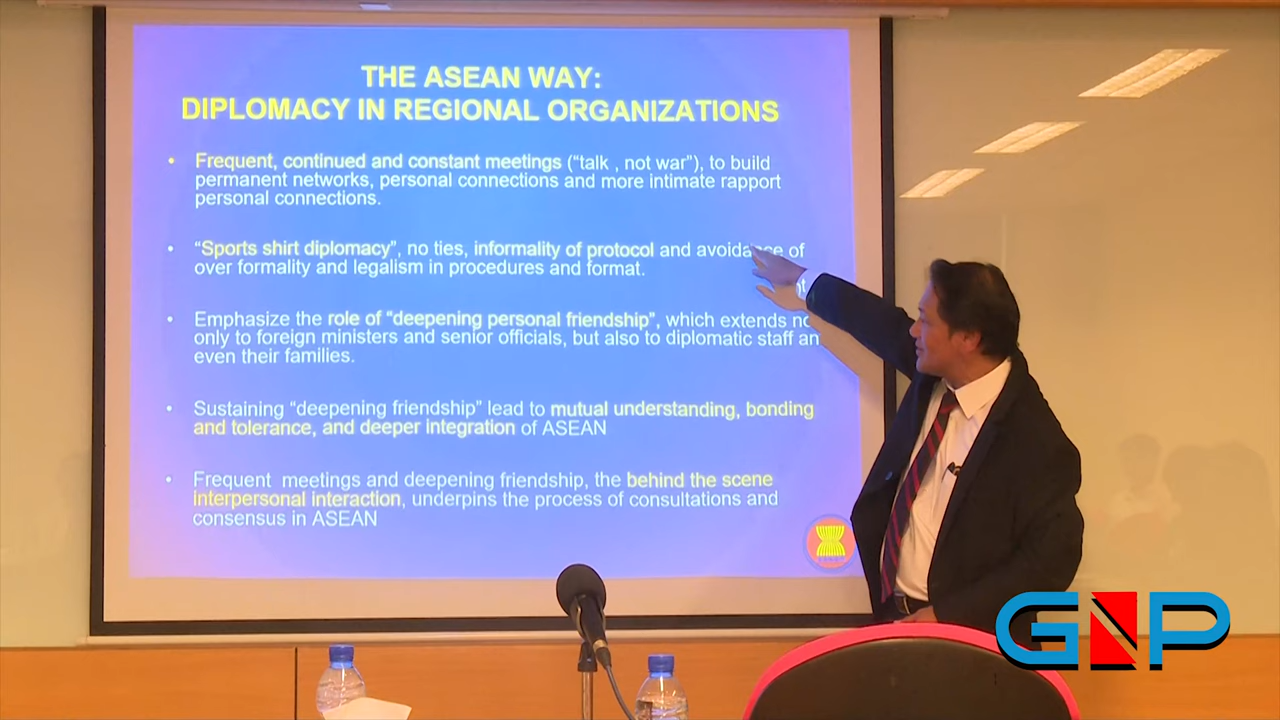 THE ASEAN WAY:
DIPLOMACY IN REGIONAL ORGANIZATIONS
• Frequent, continued and constant meetings (“talk , not war”), to build
permanent networks, personal connections and more intimate rapport
personal connections.
• “Sports shirt diplomacy”, no ties, informality of protocol and avoidance of
over formality and legalism in procedures and format.
• Emphasize the role of “deepening personal friendship”, which extends not
only to foreign ministers and senior officials, but also to diplomatic staff an
even their families.
• Sustaining “deepening friendship” lead to mutual understanding, bonding
and tolerance, and deeper integration of ASEAN
• Frequent meetings and deepening friendship, the behind the scene
interpersonal interaction, underpins the process of consultations and
consensus in ASEAN
GNP